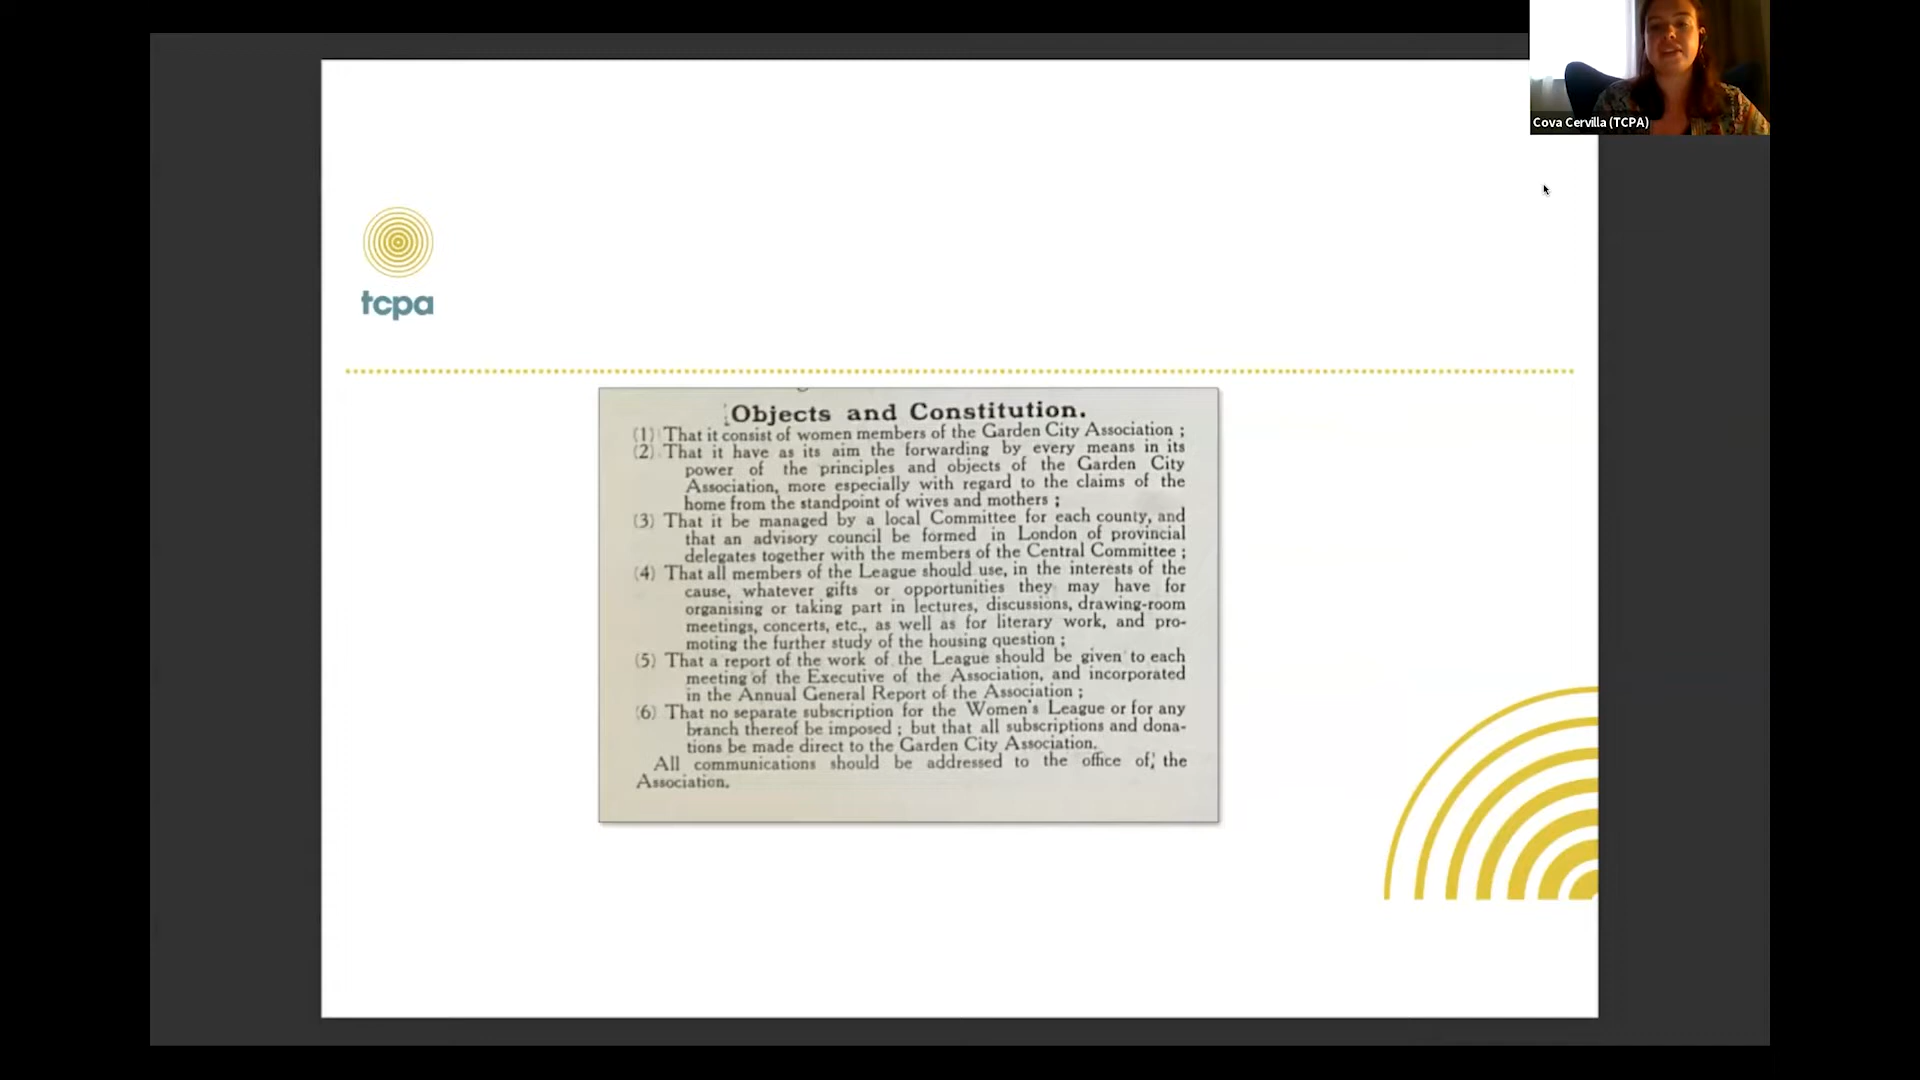 Cova Cervilla (TCPA)
tcpa
Objects and Constitution.
(1) That it consist of women members of the Garden City Association ;
(2) That it have as its aim the forwarding by every means in its
power of the principles and objects of the Garden City
Association, more especially with regard to the claims of the
home from the standpoint of wives and mothers ;
(3) That it be managed by a local Committee for each county, and
that an advisory council be formed in London of provincial
delegates together with the members of the Central Committee ;
(4) That all members of the League should use, in the interests of the
cause, whatever gifts or opportunities they may have for
organising or taking part in lectures, discussions, drawing-room
meetings, concerts, etc., as well as for literary work, and pro-
moting the further study of the housing question ;
(5) That a report of the work of the League should be given to each
meeting of the Executive of the Association, and incorporated
in the Annual General Report of the Association ;
(6) That no separate subscription for the Women's League or for any
branch thereof be imposed ; but that all subscriptions and dona-
tions be made direct to the Garden City Association.
All communications should be addressed to the office of the
Association.